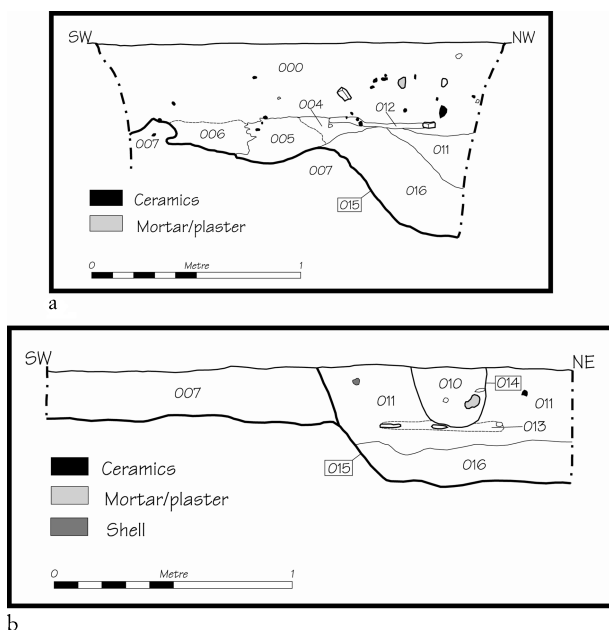 SW NW
000
004 012
007 006 005 011
007
015 016
Ceramics
Mortar/plaster
0 Metre 1
a
SW NE
007 011 010 014 011
013
015 016
Ceramics
Mortar/plaster
Shell
0 Metre 1
b